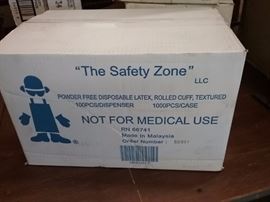 "The Safety Zone"
LLC
POWDER FREE DISPOSABLE LATEX, ROLLED CUFF, TEXTURED
100PCS/DISPENSER 1000PCS/CASE
NOT FOR MEDICAL USE
RN 66741
Made in Malaysia
Order Number :